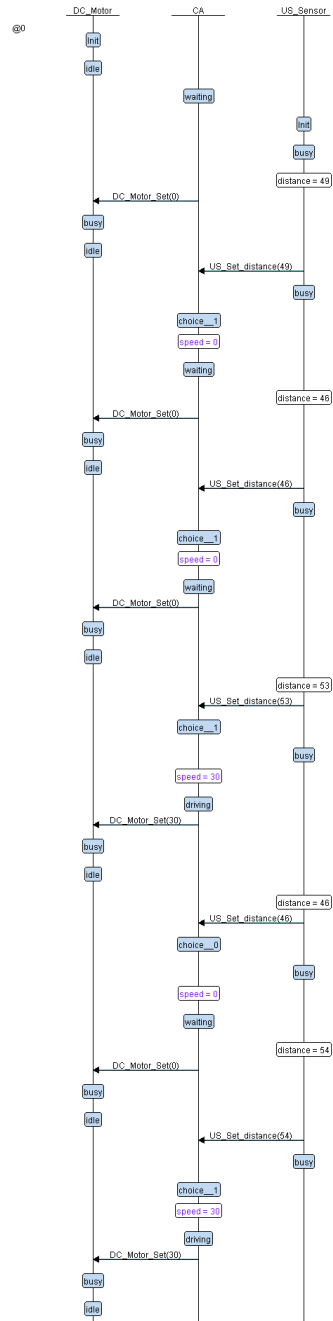 DC_Motor CA US_Sensor
@0
Init
idle
waiting
Init
busy
distance = 49
DC_Motor_Set(0)
busy
idle
US_Set_distance(49)
busy
choice__1
speed = 0
waiting
distance = 46
DC_Motor_Set(0)
busy
idle
US_Set_distance(46)
busy
choice__1
speed = 0
waiting
DC_Motor_Set(0)
busy
idle
distance = 53
US_Set_distance(53)
choice__1
busy
speed = 30
driving
DC_Motor_Set(30)
busy
idle
distance = 46
US_Set_distance(46)
choice__0
busy
speed = 0
waiting
distance = 54
DC_Motor_Set(0)
busy
idle
US_Set_distance(54)
busy
choice__1
speed = 30
driving
DC_Motor_Set(30)
busy
idle